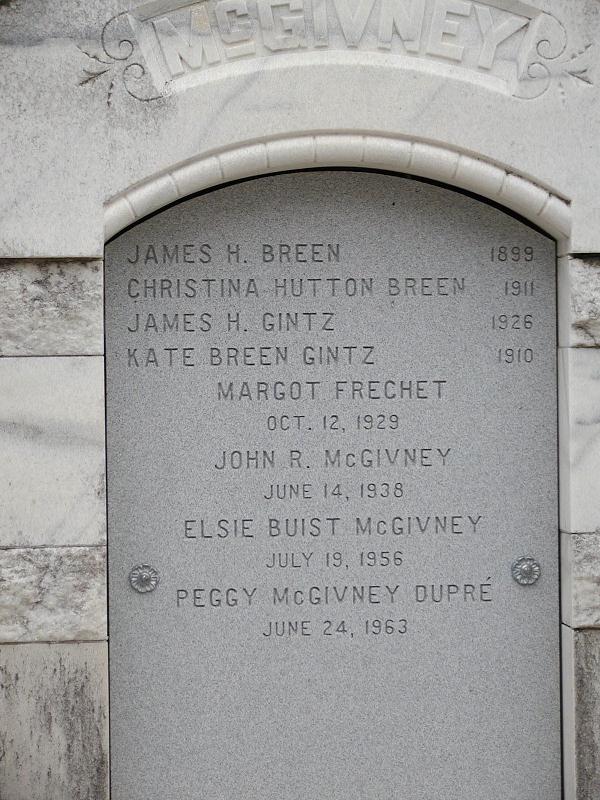 McGIVNEY
JAMES H. BREEN 1899
CHRISTINA HUTTON BREEN 1911
JAMES H. GINTZ 1926
KATE BREEN GINTZ 1910
MARGOT FRECHET
OCT. 12, 1929
JOHN R. McGIVNEY
JUNE 14, 1938
ELSIE BUIST McGIVNEY
JULY 19, 1956
PEGGY McGIVNEY DUPRÉ
JUNE 24, 1963